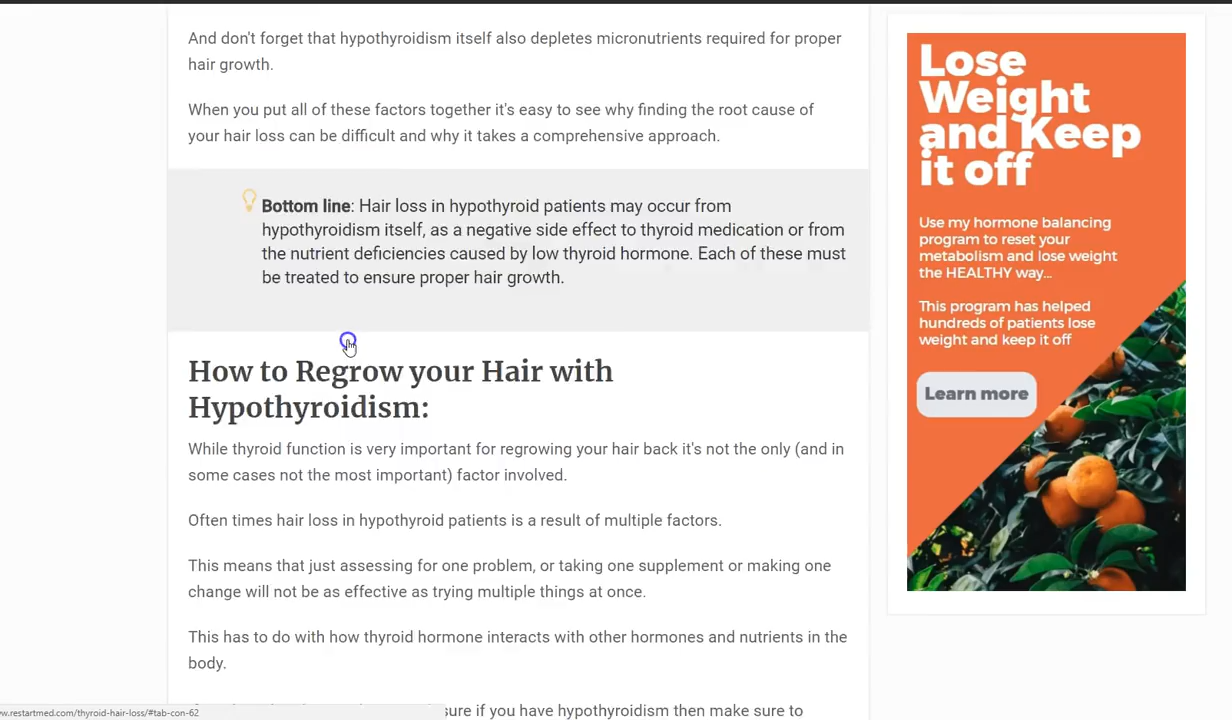 And don't forget that hypothyroidism itself also depletes micronutrients required for proper
hair growth.
When you put all of these factors together it's easy to see why finding the root cause of
your hair loss can be difficult and why it takes a comprehensive approach.
Bottom line: Hair loss in hypothyroid patients may occur from
hypothyroidism itself, as a negative side effect to thyroid medication or from
the nutrient deficiencies caused by low thyroid hormone. Each of these must
be treated to ensure proper hair growth.
How to Regrow your Hair with
Hypothyroidism:
While thyroid function is very important for regrowing your hair back it's not the only (and in
some cases not the most important) factor involved.
Often times hair loss in hypothyroid patients is a result of multiple factors.
This means that just assessing for one problem, or taking one supplement or making one
change will not be as effective as trying multiple things at once.
This has to do with how thyroid hormone interacts with other hormones and nutrients in the
body.
sure if you have hypothyroidism then make sure to
w.restartmed.com/thyroid-hair-loss/#tab-con-62
Lose
Weight
and Keep
it off
Use my hormone balancing
program to reset your
metabolism and lose weight
the HEALTHY way...
This program has helped
hundreds of patients lose
weight and keep it off
Learn more